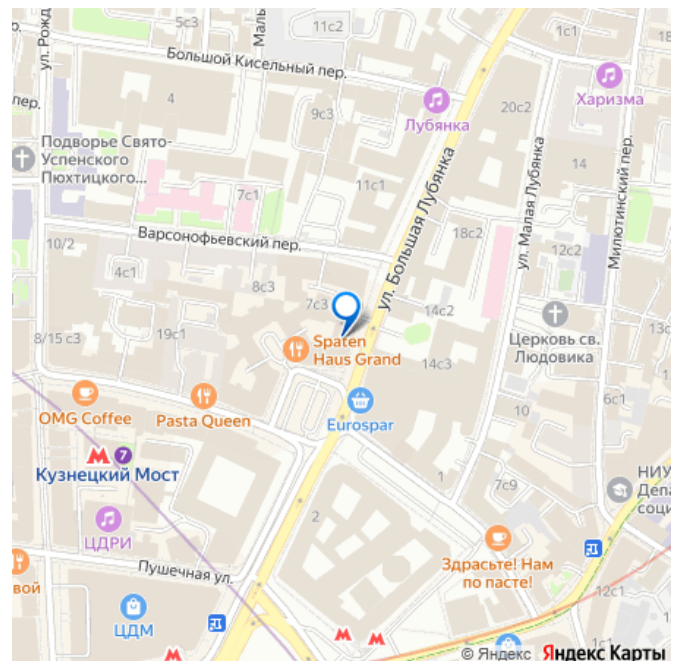 5с3
11с2
Малы
18
ул. Рожд
Большой Кисельный пер.
Харизма
4
20с2
Лубянка
9с3
пер.
Подворье Свято-
Успенского
Пюхтицкого...
14
7с1
11с1
ул. Большая Лубянка
ул. Малая Лубянка
Милютинский пер.
18с2
Варсонофьевский пер.
10/2
12с2
4с1
8с3
7с3
14с2
8/15 с3
19с1
Spaten
Haus Grand
Церковь св.
Людовика
13с
14с3
6с1
OMG Coffee
Pasta Queen
Eurospar
10
7
Кузнецкий Мост
1
7с9
НИУ
Депа
соци
2
ЦДРИ
Здрасьте! Нам
по пасте!
Пушечная ул.
вой
12с1
ЦДМ
1с1
© Яндекс Яндекс Карты